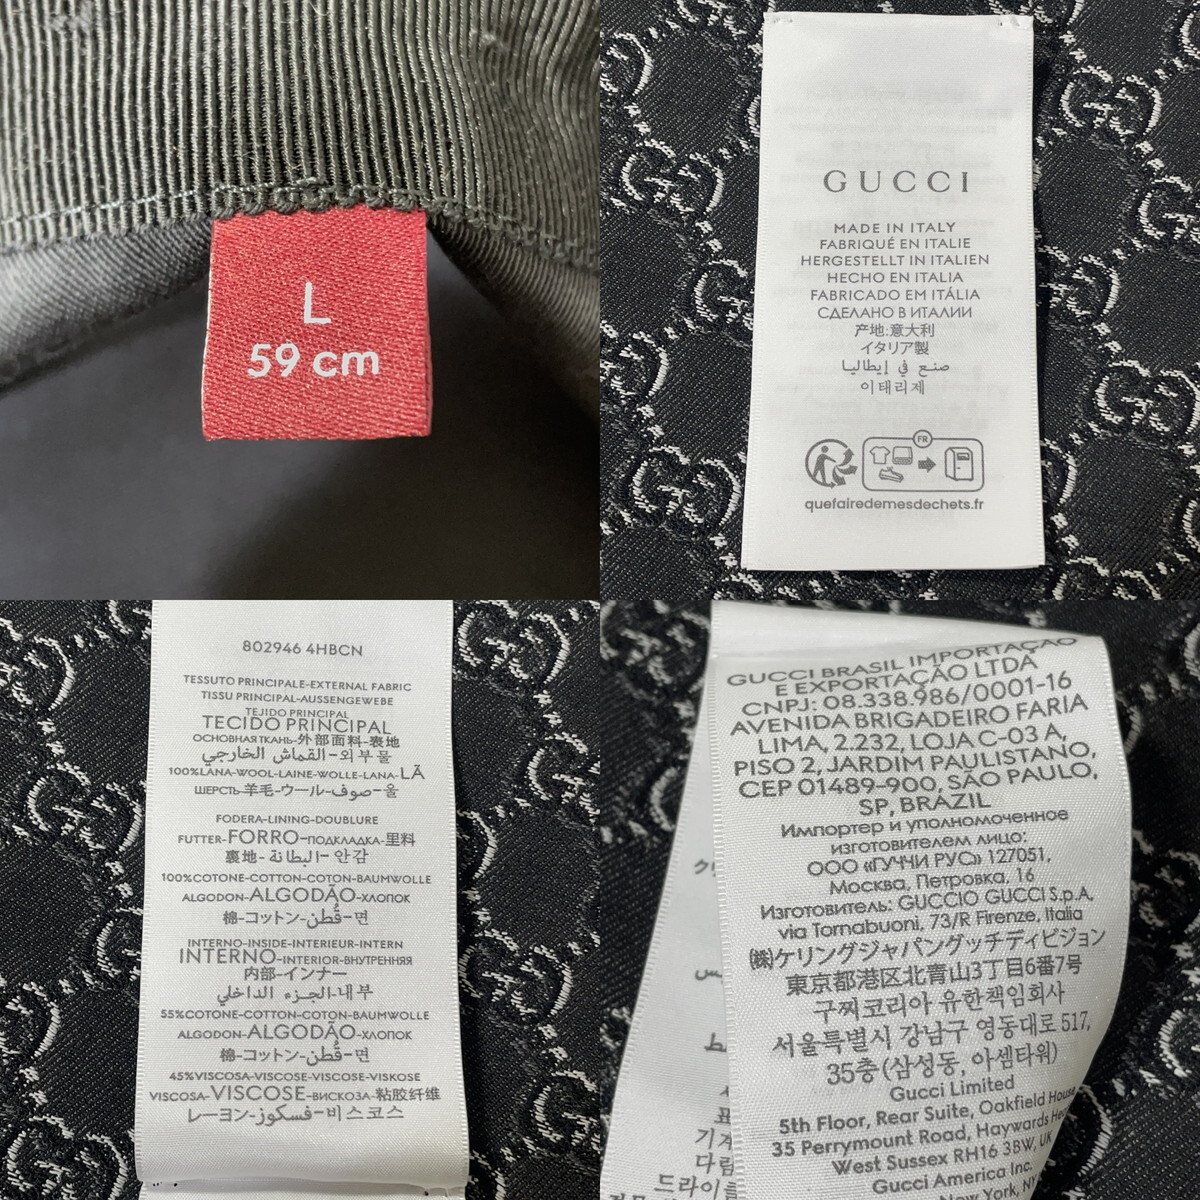 L
59 cm
GUCCI
MADE IN ITALY
FABRIQUÉ EN ITALIE
HERGESTELLT IN ITALIEN
HECHO EN ITALIA
FABRICADO EM ITÁLIA
СДЕЛАНО В ИТАЛИИ
产地:意大利
イタリア製
صنع في إيطاليا
이태리제
FR
quefairedemesdechets.fr
802946 4HBCN
TESSUTO PRINCIPALE-EXTERNAL FABRIC
TISSU PRINCIPAL-AUSSENGEWEBE
TEJIDO PRINCIPAL
TECIDO PRINCIPAL
ОСНОВНАЯ ТКАНЬ-外部面料-表地
القماش الخارجي-외부물
100%LANA-WOOL-LAINE-WOLLE-LANA-LÃ
ШЕРСТЬ-羊毛-ウール-صوف-울
FODERA-LINING-DOUBLURE
FUTTER-FORRO-ПОДКЛАДКА-里料
裏地-البطانة-안감
100%COTONE-COTTON-COTON-BAUMWOLLE
ALGODON-ALGODÃO-ХЛОПОК
棉-コットン-قُطن-면
INTERNO-INSIDE-INTERIEUR-INTERN
INTERNO-INTERIOR-ВНУТРЕННЯЯ
内部-インナー
الجزء الداخلي-내부
55%COTONE-COTTON-COTON-BAUMWOLLE
ALGODON-ALGODÃO-ХЛОПОК
棉-コットン-قُطن-면
45%VISCOSA-VISCOSE-VISCOSE-VISKOSE
VISCOSA-VISCOSE-ВИСКОЗА-粘胶纤维
レーヨン-فسكوز-비스코스
GUCCI BRASIL IMPORTAÇÃO
E EXPORTAÇÃO LTDA
CNPJ: 08.338.986/0001-16
AVENIDA BRIGADEIRO FARIA
LIMA, 2.232, LOJA C-03 A,
PISO 2, JARDIM PAULISTANO,
CEP 01489-900, SÃO PAULO,
SP, BRAZIL
Импортер и уполномоченное
изготовителем лицо:
ООО «ГУЧЧИ РУС» 127051,
Москва, Петровка, 16
Изготовитель: GUCCIO GUCCI S.p.A.
via Tornabuoni, 73/R Firenze, Italia
㈱ケリングジャパングッチディビジョン
東京都港区北青山3丁目6番7号
구찌코리아 유한책임회사
서울특별시 강남구 영동대로 517,
35층 (삼성동, 아셈타워)
Gucci Limited
5th Floor, Rear Suite, Oakfield House
35 Perrymount Road, Haywards
West Sussex RH16 3BW, UK
Gucci America Inc.
New York, NY